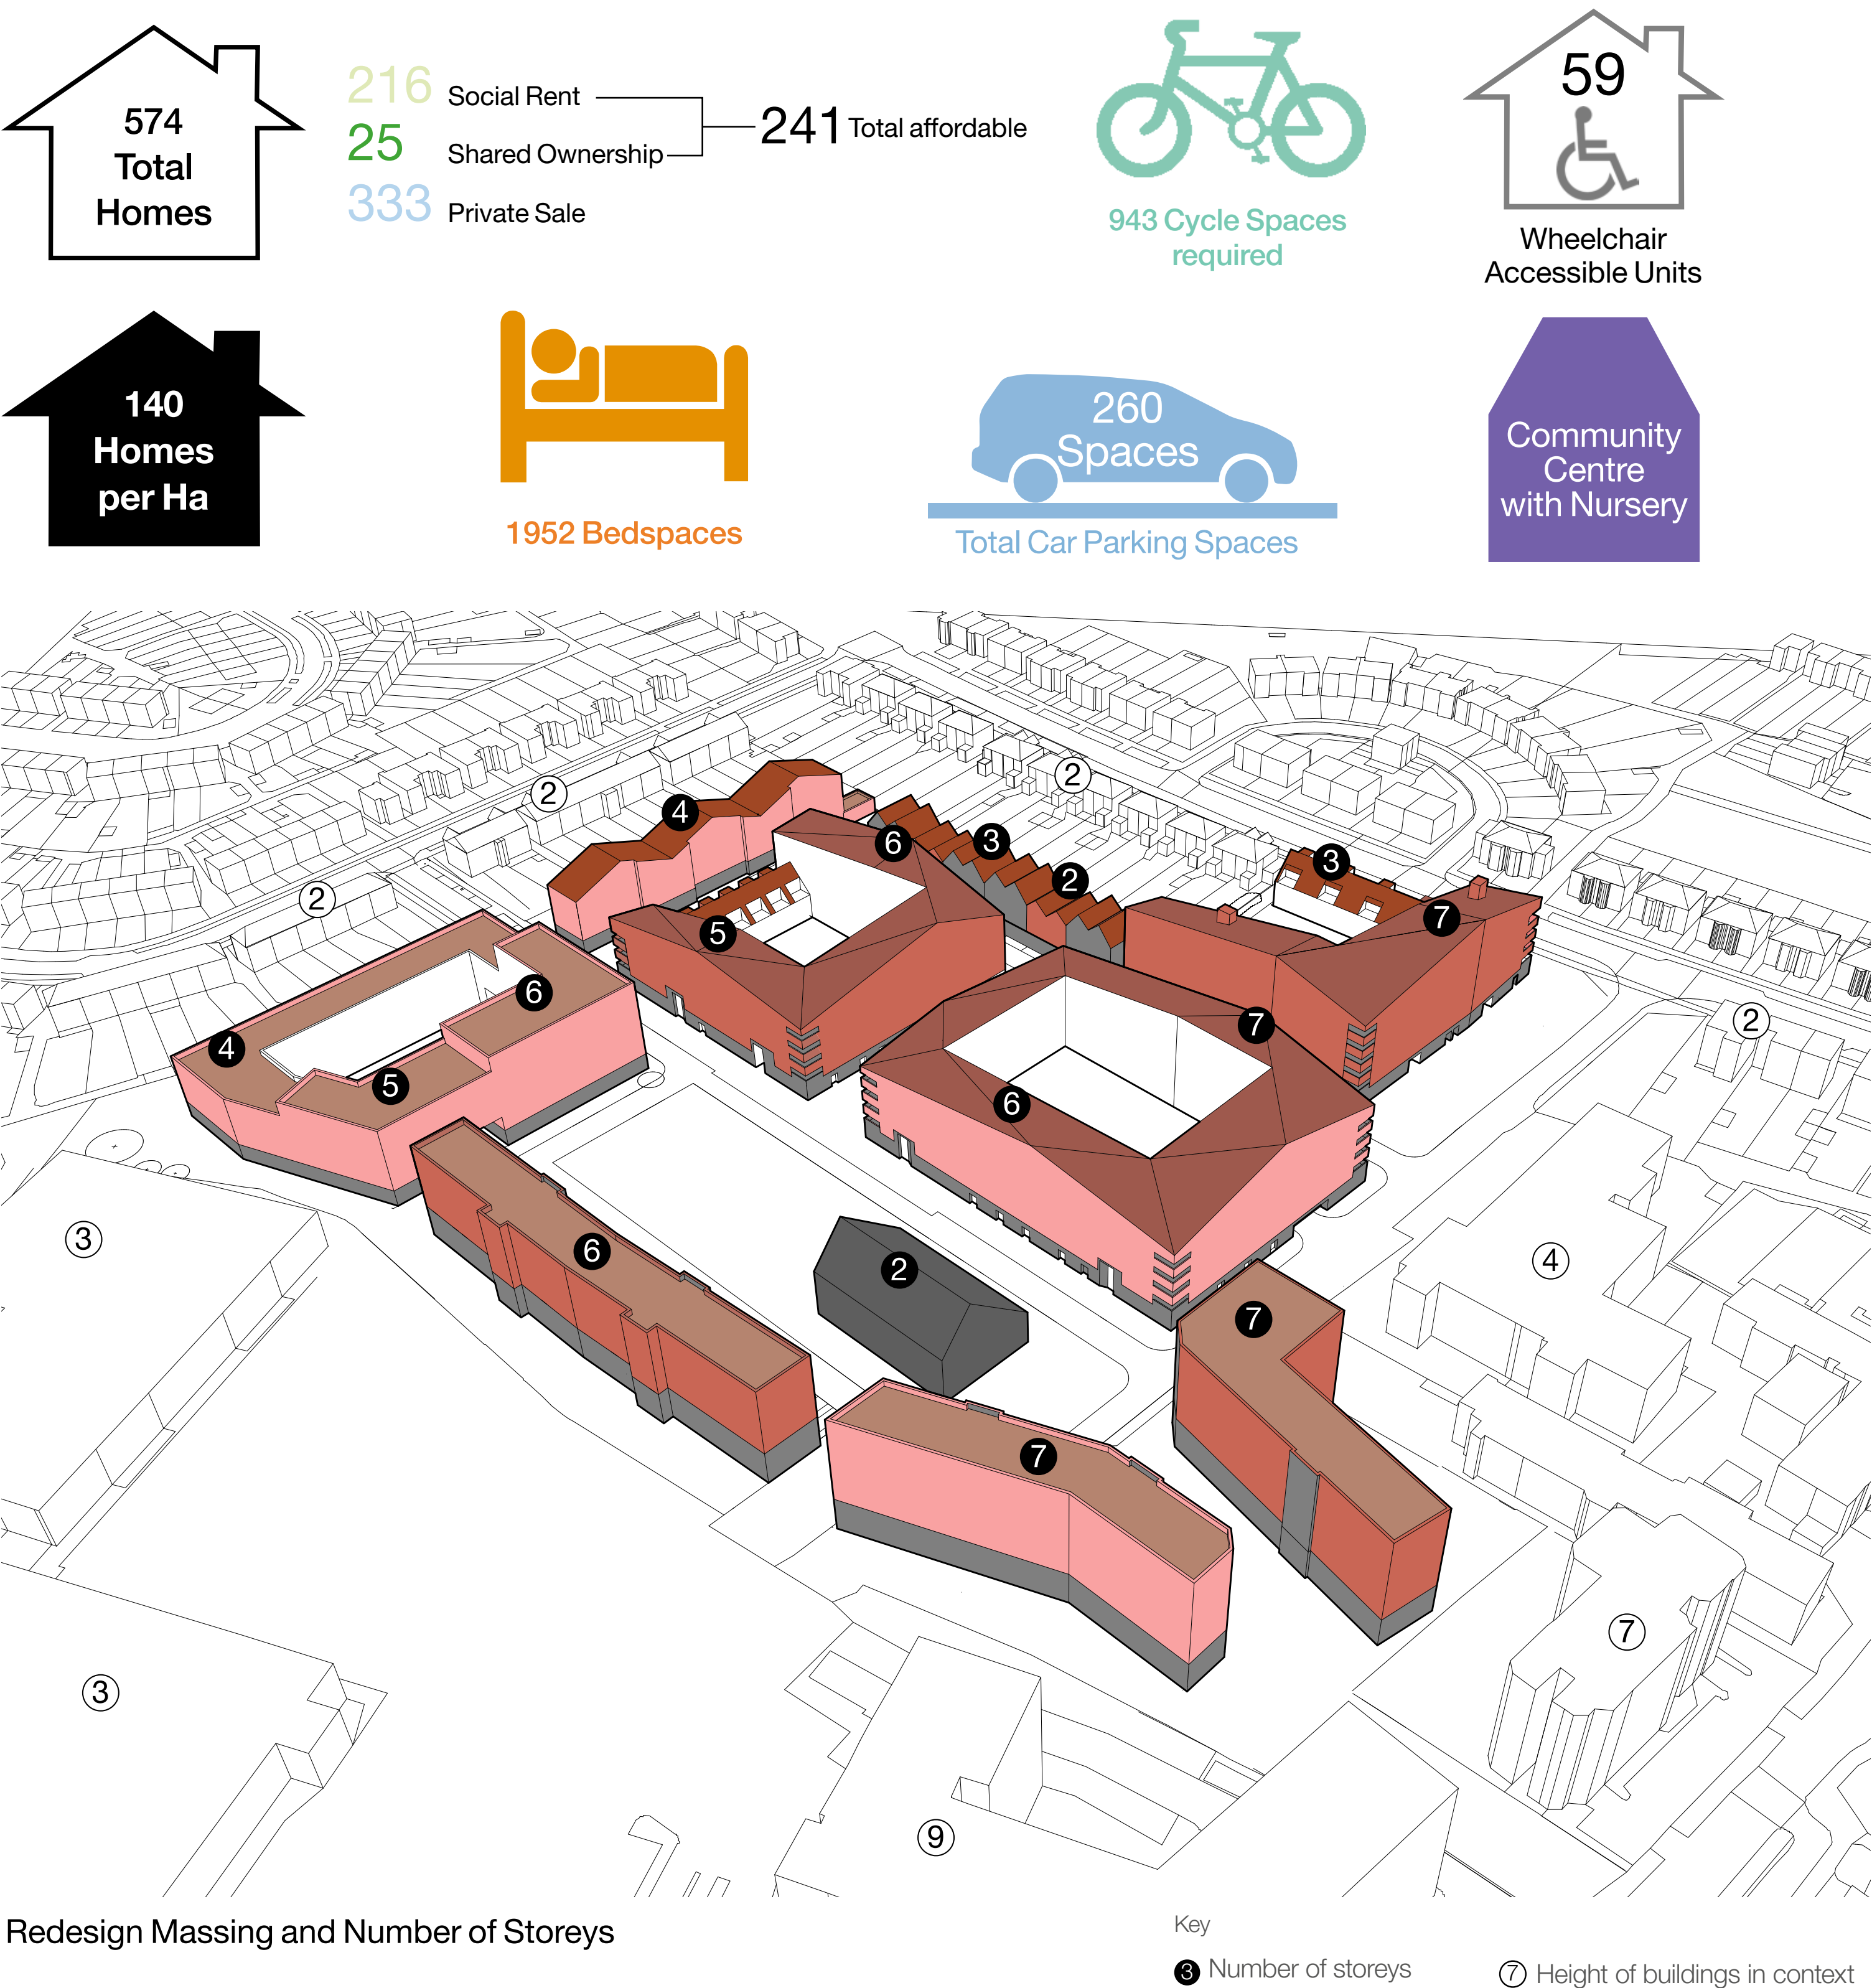 574
Total
Homes
216 Social Rent
25 Shared Ownership
333 Private Sale
241 Total affordable
943 Cycle Spaces
required
59
Wheelchair
Accessible Units
140
Homes
per Ha
1952 Bedspaces
260
Spaces
Total Car Parking Spaces
Community
Centre
with Nursery
2
2
4
6
3
2
3
2
5
7
6
2
4
7
2
5
6
3
6
2
4
7
7
7
3
9
Redesign Massing and Number of Storeys
Key
3 Number of storeys
7 Height of buildings in context